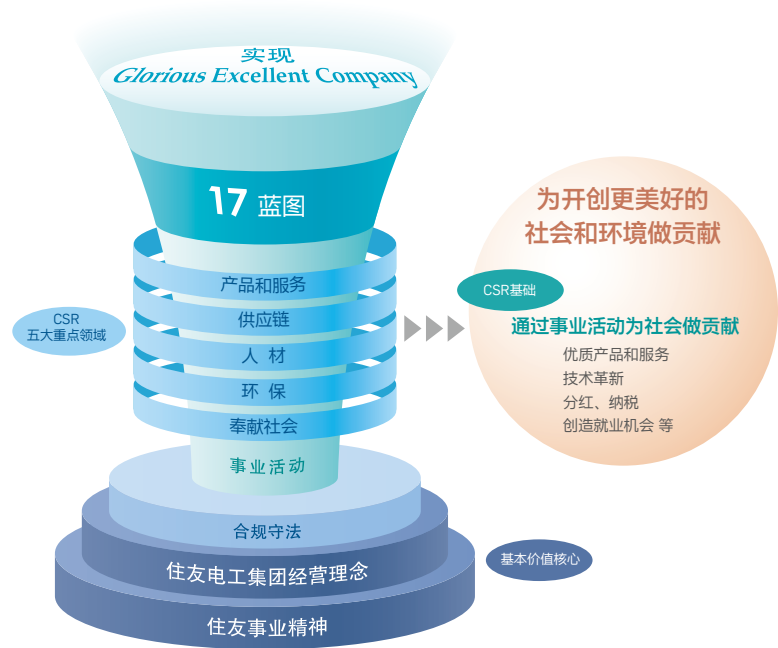 实现
Glorious Excellent Company
17 蓝图
产品和服务
供应链
人 材
环 保
奉献社会
事业活动
合规守法
住友电工集团经营理念
住友事业精神
CSR
五大重点领域
为开创更美好的
社会和环境做贡献
CSR基础
通过事业活动为社会做贡献
优质产品和服务
技术革新
分红、纳税
创造就业机会 等
基本价值核心